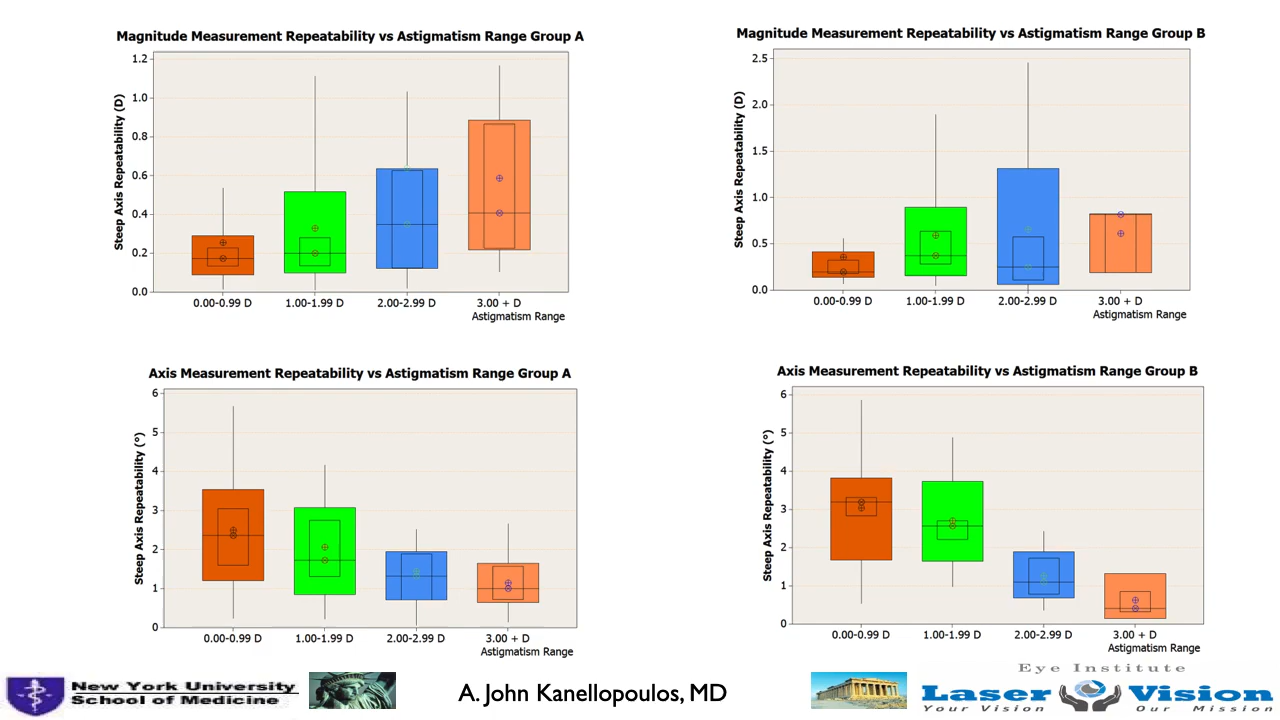 Magnitude Measurement Repeatability vs Astigmatism Range Group A
Steep Axis Repeatability (D)
1.2
1.0
0.8
0.6
0.4
0.2
0.0
0.00-0.99 D 1.00-1.99 D 2.00-2.99 D 3.00 + D
Astigmatism Range
Magnitude Measurement Repeatability vs Astigmatism Range Group B
Steep Axis Repeatability (D)
2.5
2.0
1.5
1.0
0.5
0.0
0.00-0.99 D 1.00-1.99 D 2.00-2.99 D 3.00 + D
Astigmatism Range
Axis Measurement Repeatability vs Astigmatism Range Group A
Steep Axis Repeatability (°)
6
5
4
3
2
1
0
0.00-0.99 D 1.00-1.99 D 2.00-2.99 D 3.00 + D
Astigmatism Range
Axis Measurement Repeatability vs Astigmatism Range Group B
Steep Axis Repeatability (°)
6
5
4
3
2
1
0
0.00-0.99 D 1.00-1.99 D 2.00-2.99 D 3.00 + D
Astigmatism Range
New York University
School of Medicine
A. John Kanellopoulos, MD
Eye Institute
Laser Vision
Your Vision Our Mission